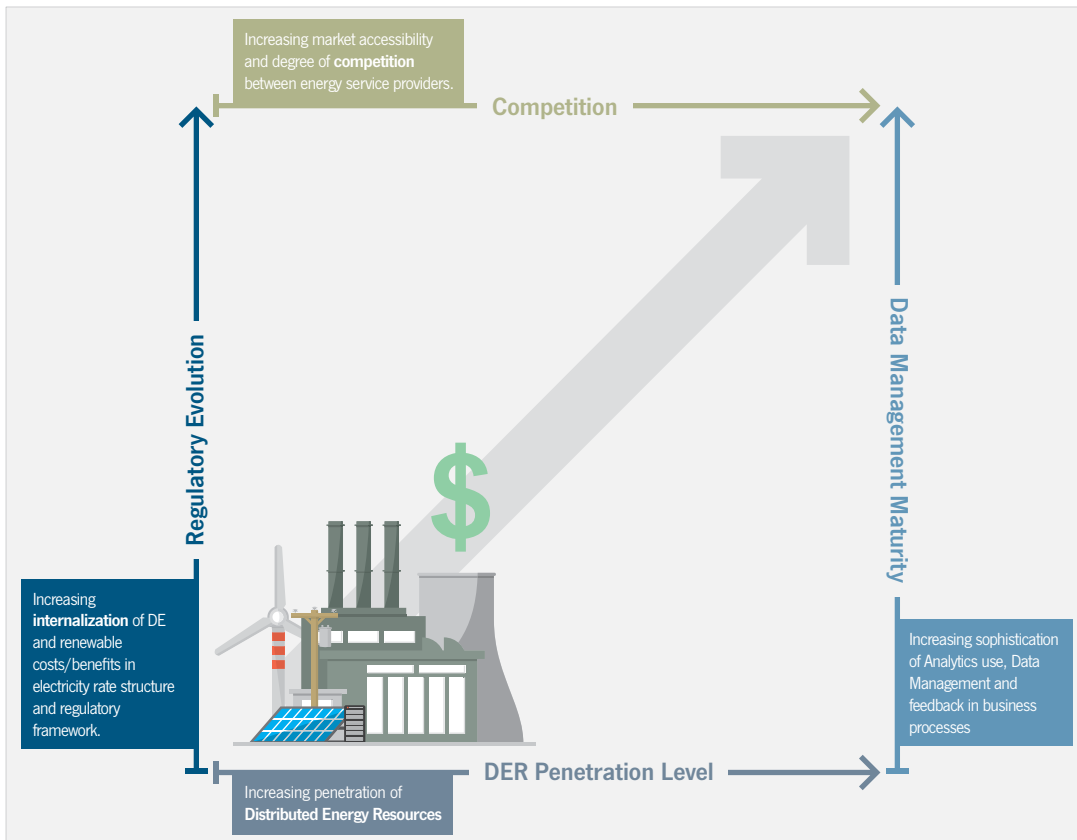 Increasing market accessibility
and degree of competition
between energy service providers.
Competition
Regulatory Evolution
Data Management Maturity
$
Increasing
internalization of DE
and renewable
costs/benefits in
electricity rate structure
and regulatory
framework.
Increasing sophistication
of Analytics use, Data
Management and
feedback in business
processes
DER Penetration Level
Increasing penetration of
Distributed Energy Resources